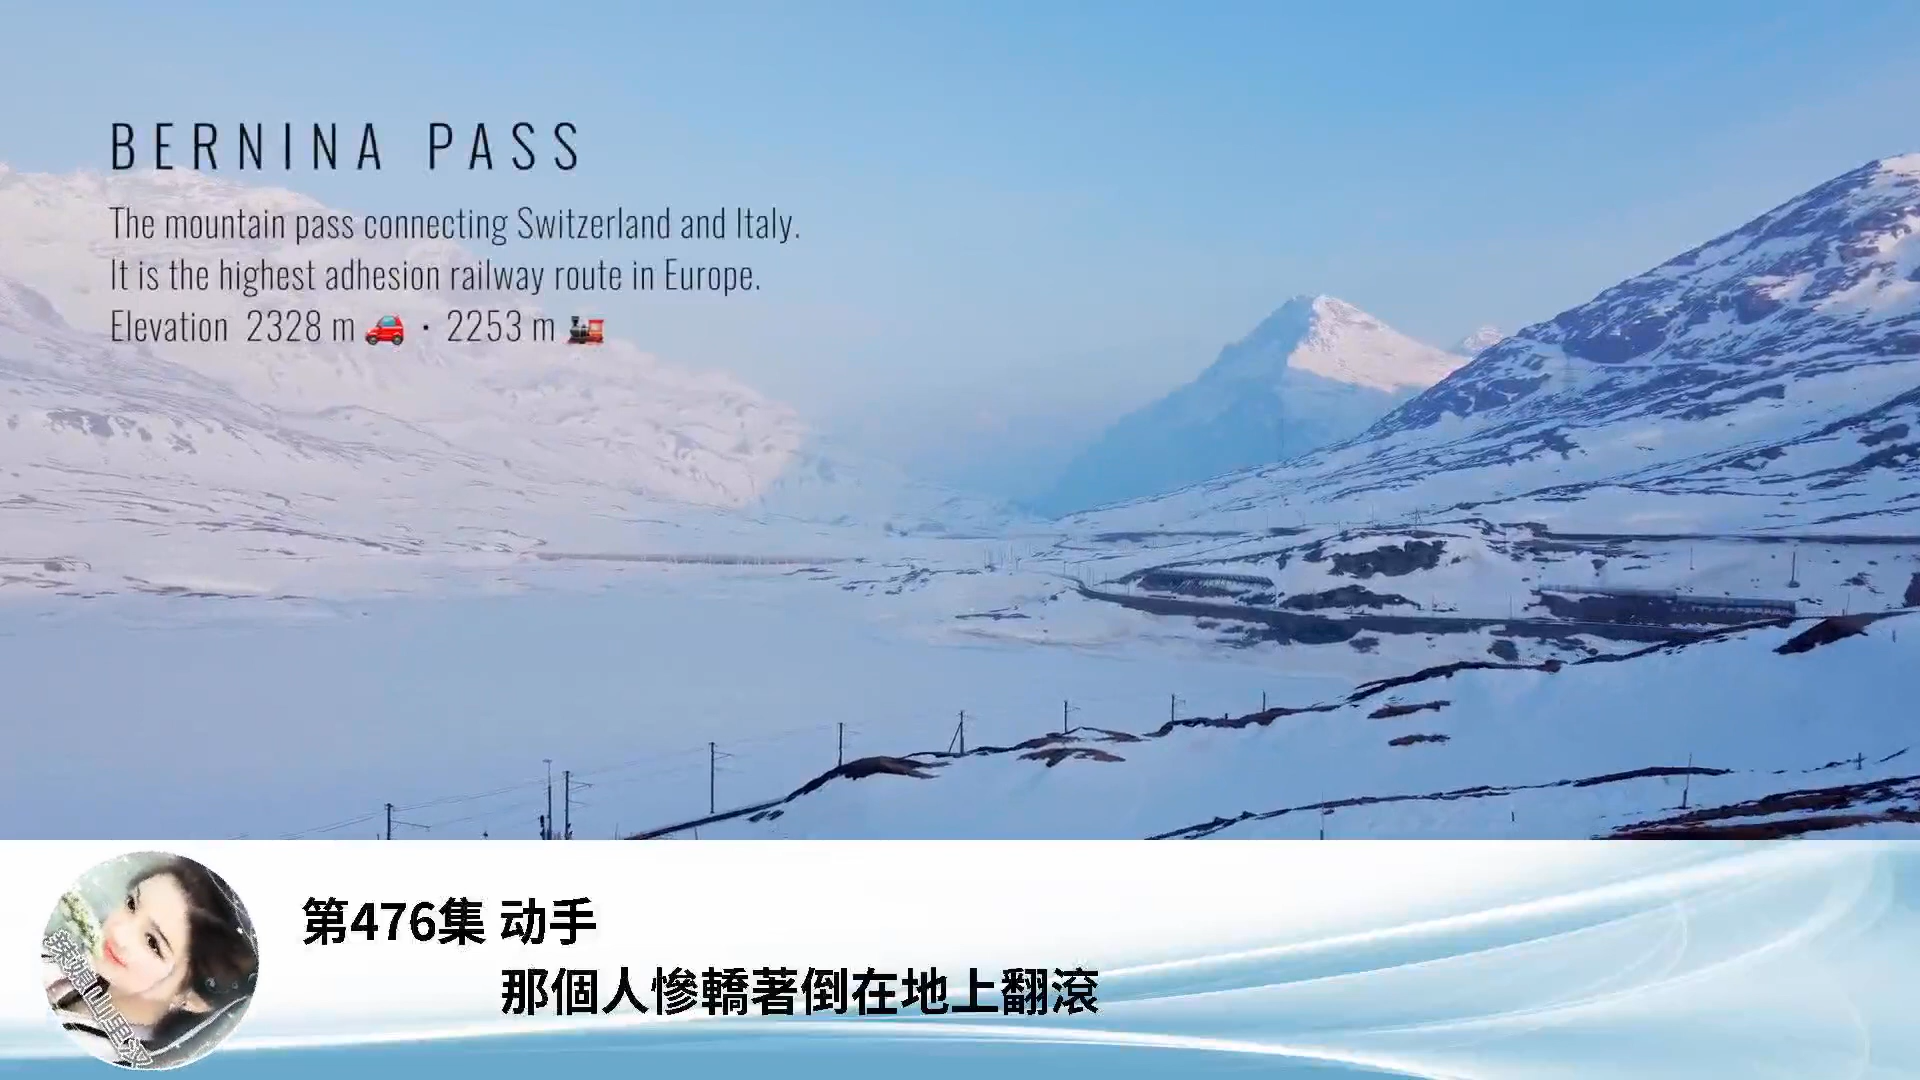 BERNINA PASS
The mountain pass connecting Switzerland and Italy.
It is the highest adhesion railway route in Europe.
Elevation 2328 m 🚗 · 2253 m 🚂
第476集 动手
那個人慘轎著倒在地上翻滾